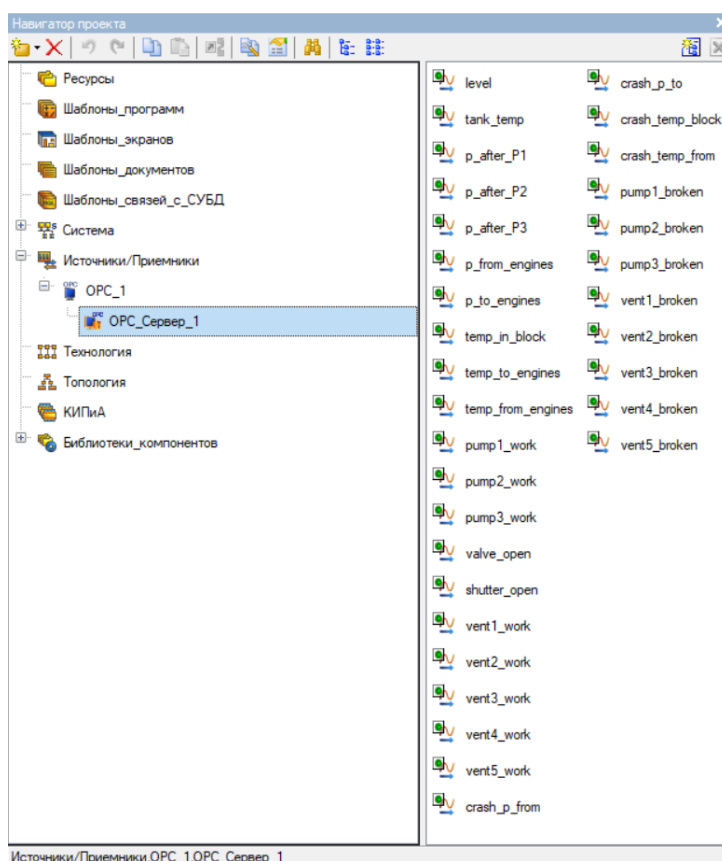 Навигатор проекта
Ресурсы
Шаблоны_программ
Шаблоны_экранов
Шаблоны_документов
Шаблоны_связей_с_СУБД
Система
Источники/Приемники
OPC_1
OPC_Сервер_1
Технология
Топология
КИПиА
Библиотеки_компонентов
level
tank_temp
p_after_P1
p_after_P2
p_after_P3
p_from_engines
p_to_engines
temp_in_block
temp_to_engines
temp_from_engines
pump1_work
pump2_work
pump3_work
valve_open
shutter_open
vent1_work
vent2_work
vent3_work
vent4_work
vent5_work
crash_p_from
crash_p_to
crash_temp_block
crash_temp_from
pump1_broken
pump2_broken
pump3_broken
vent1_broken
vent2_broken
vent3_broken
vent4_broken
vent5_broken
Источники/Приемники.OPC_1.OPC_Сервер_1